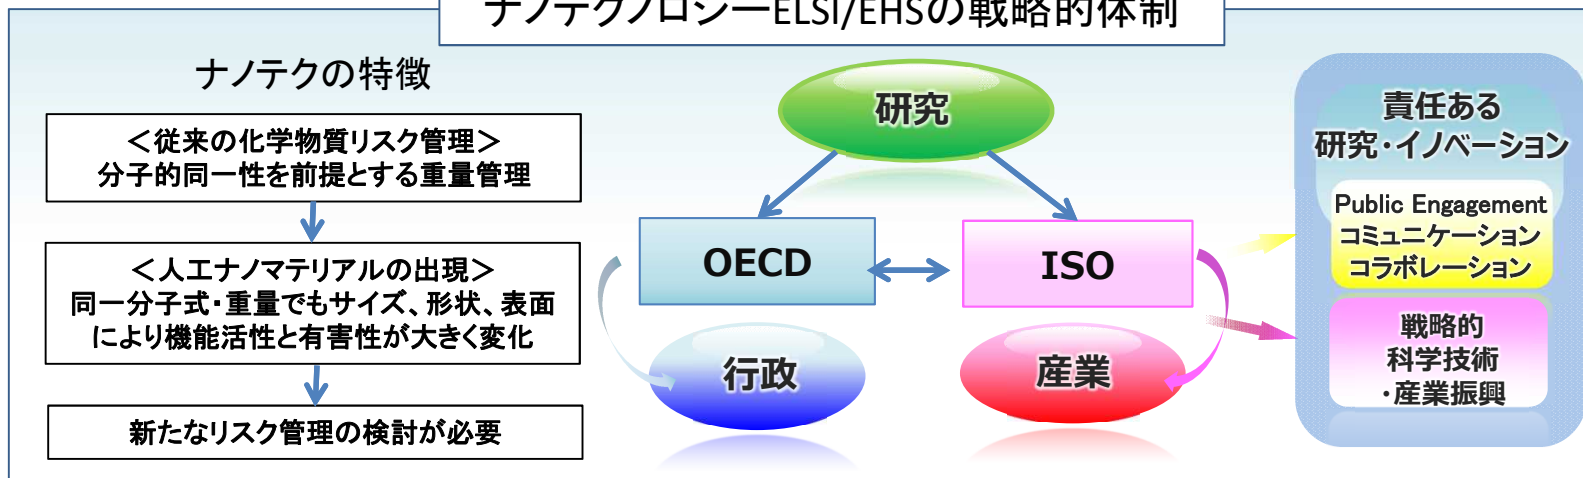 ナノテクノロジーELSI/EHSの戦略的体制
ナノテクの特徴
＜従来の化学物質リスク管理＞
分子的同一性を前提とする重量管理
＜人工ナノマテリアルの出現＞
同一分子式・重量でもサイズ、形状、表面
により機能活性と有害性が大きく変化
新たなリスク管理の検討が必要
研究
OECD
ISO
行政
産業
責任ある
研究・イノベーション
Public Engagement
コミュニケーション
コラボレーション
戦略的
科学技術
・産業振興